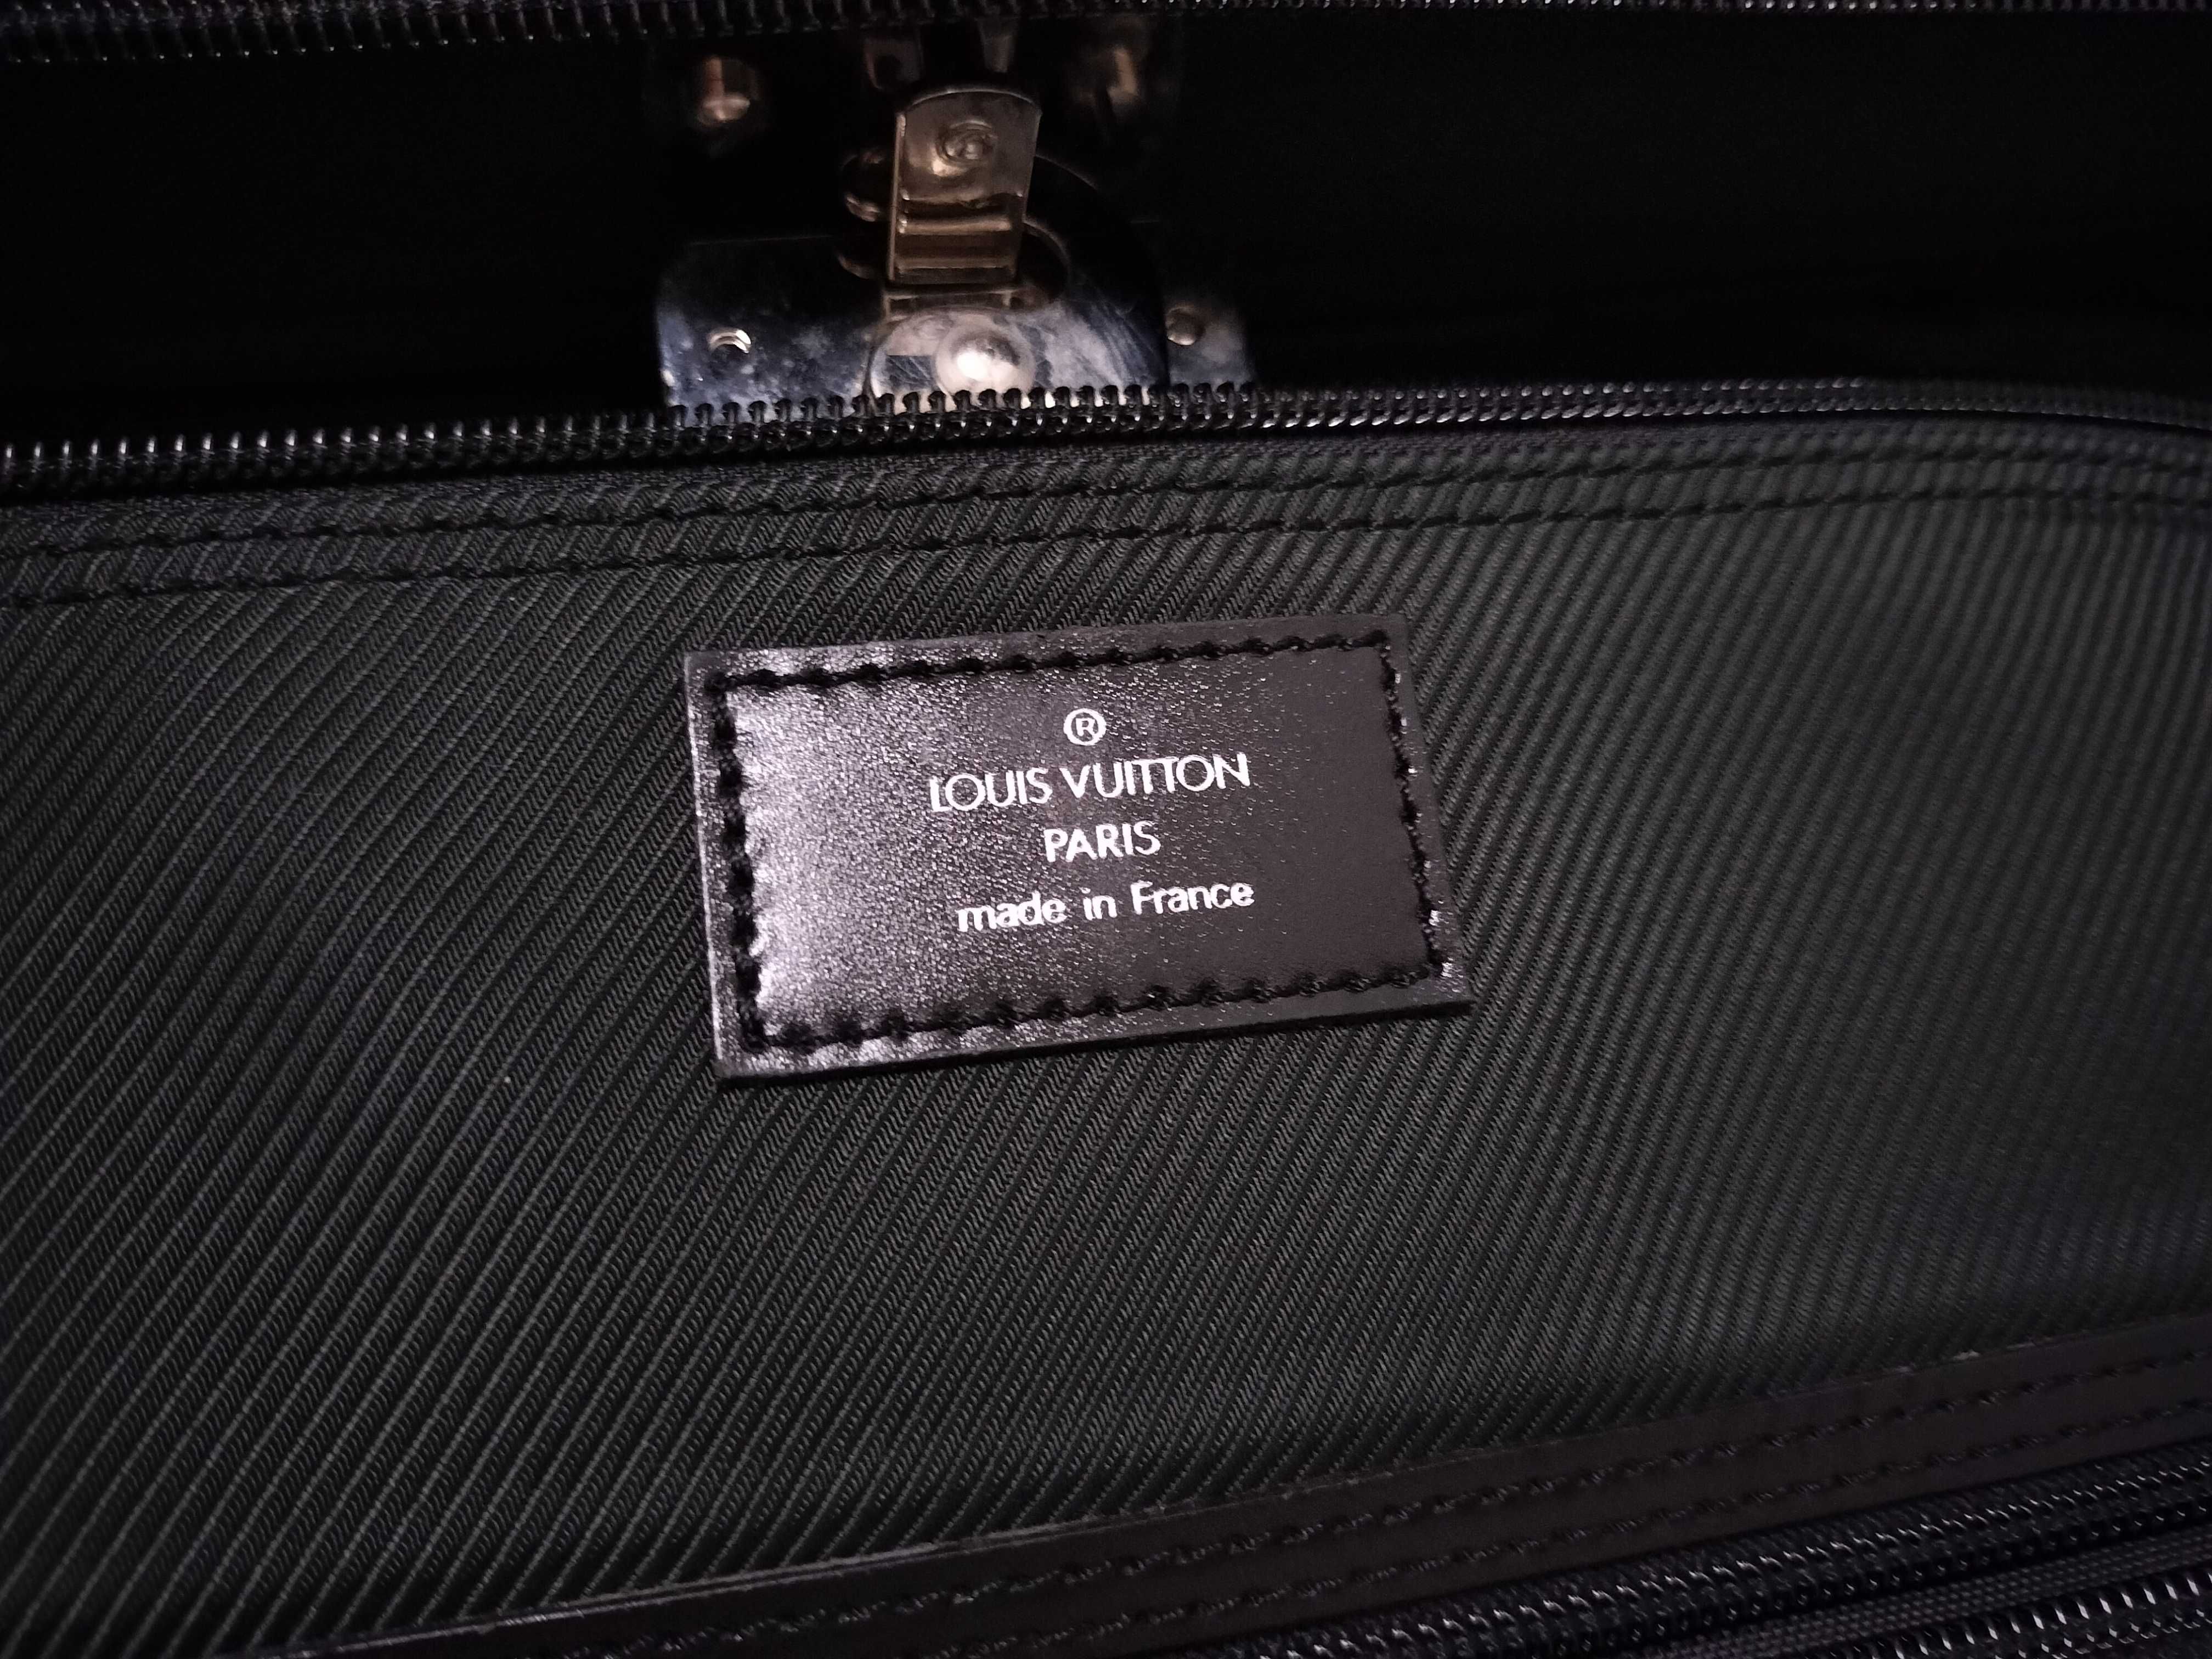 ®
LOUIS VUITTON
PARIS
made in France